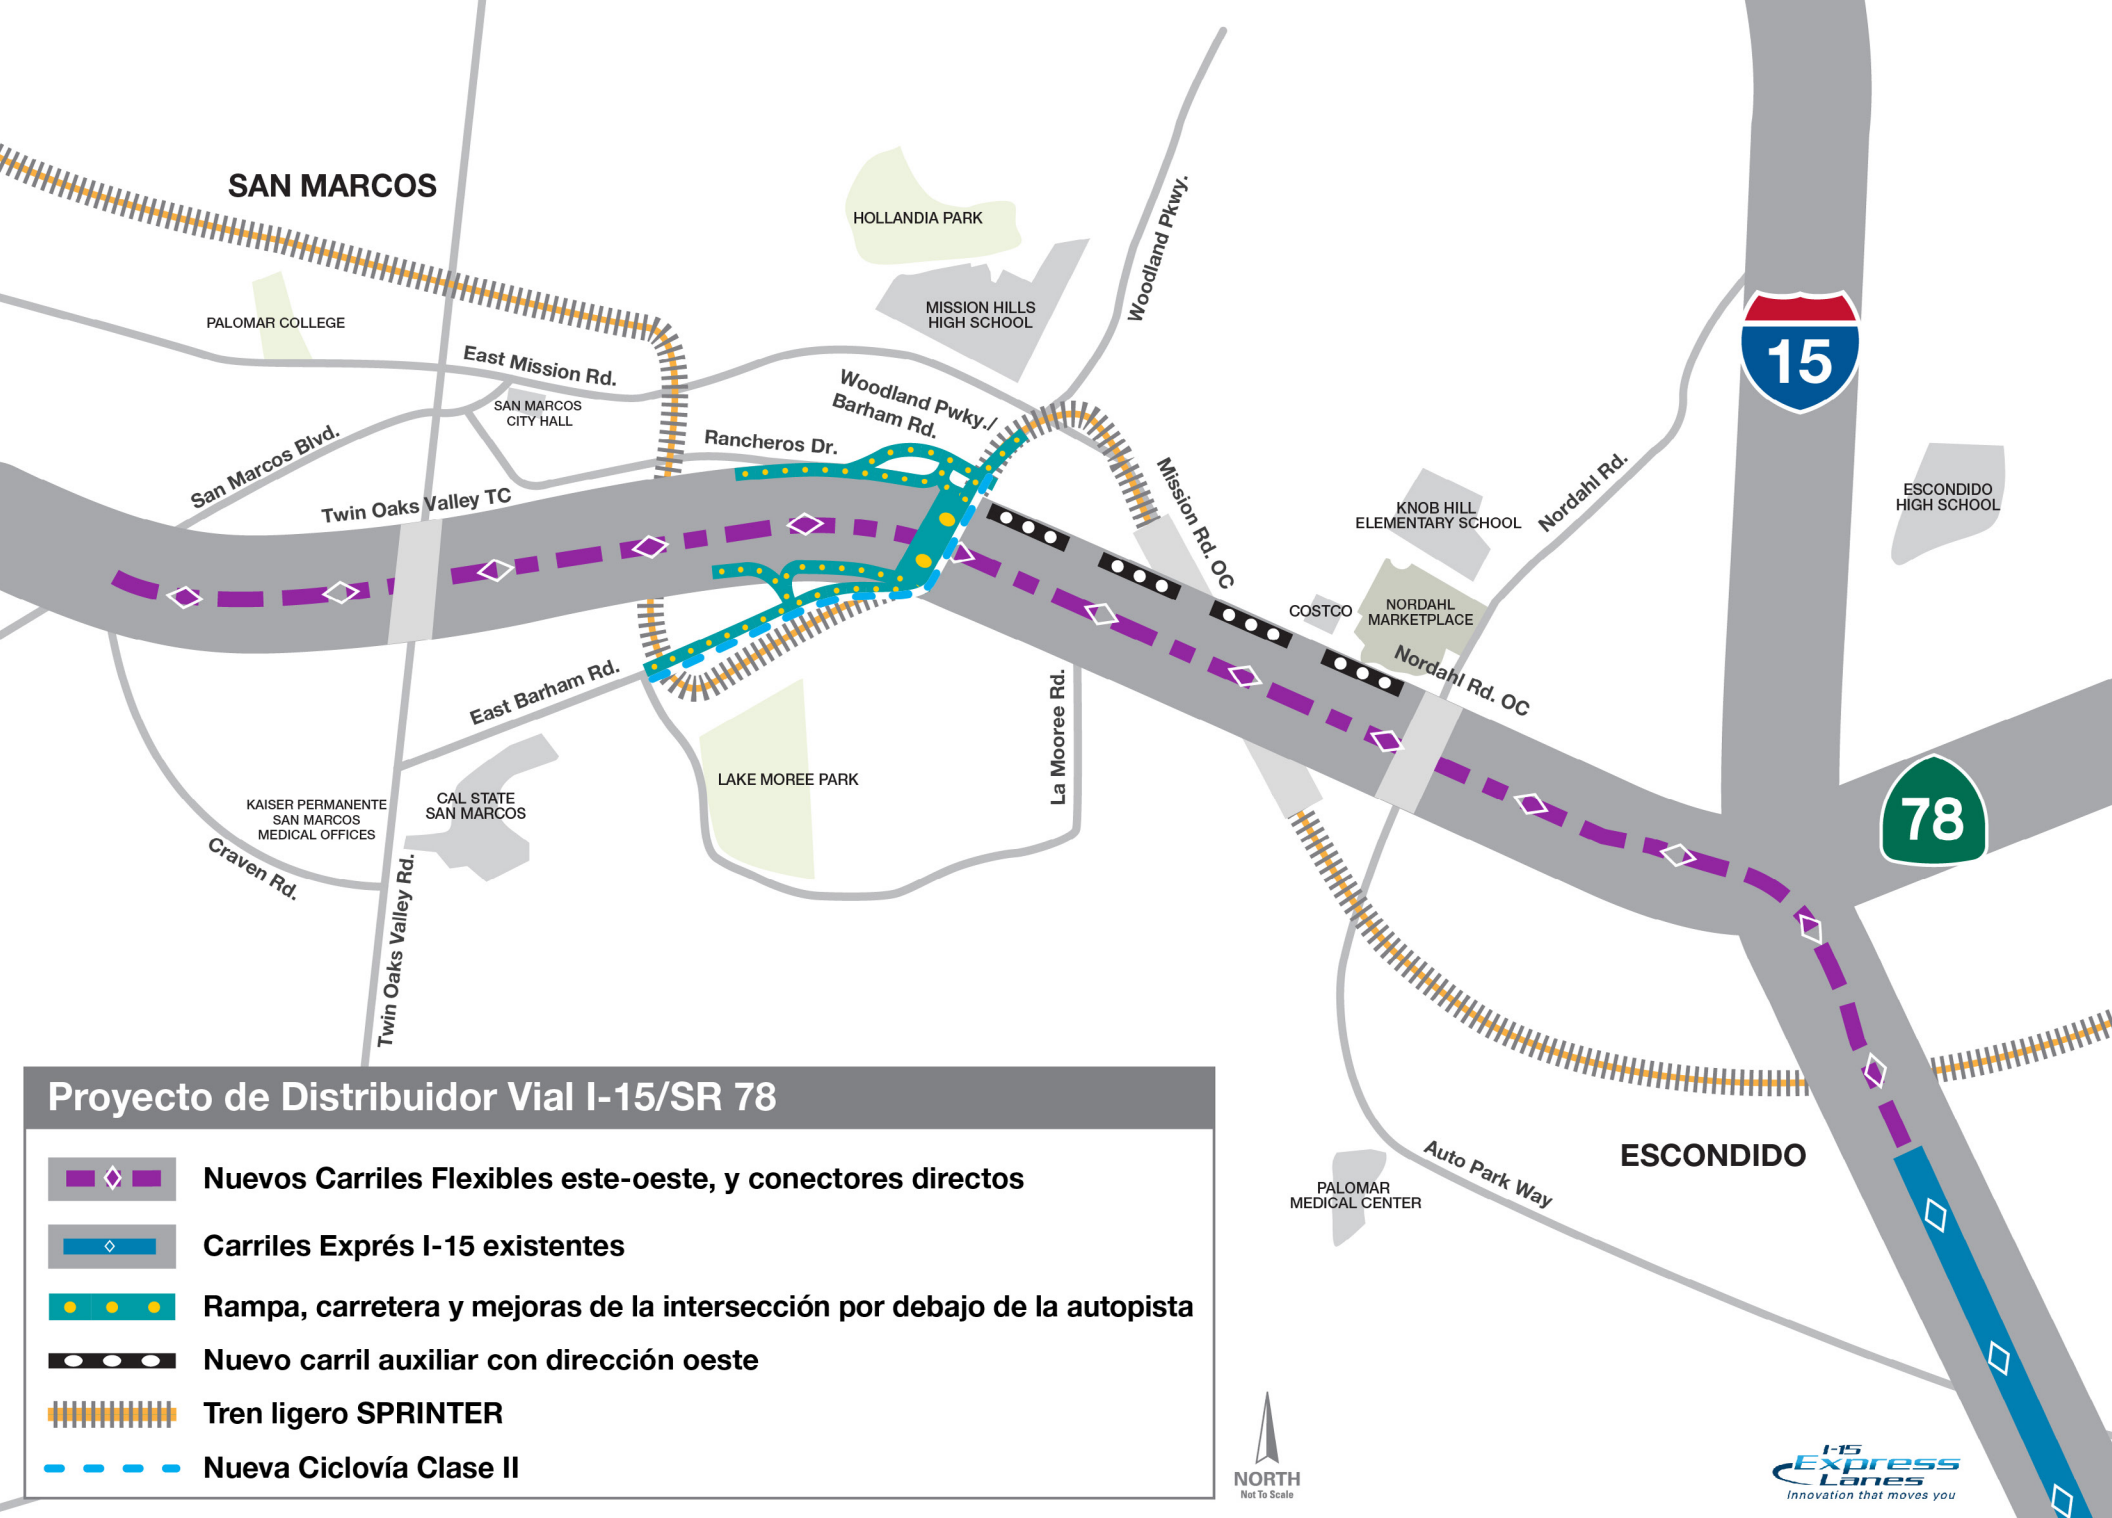 SAN MARCOS
HOLLANDIA PARK
MISSION HILLS
HIGH SCHOOL
Woodland Pkwy.
PALOMAR COLLEGE
East Mission Rd.
SAN MARCOS
CITY HALL
San Marcos Blvd.
Woodland Pwky./
Barham Rd.
Rancheros Dr.
Twin Oaks Valley TC
15
Mission Rd. OC
KNOB HILL
ELEMENTARY SCHOOL
Nordahl Rd.
ESCONDIDO
HIGH SCHOOL
COSTCO
NORDAHL
MARKETPLACE
Nordahl Rd. OC
East Barham Rd.
La Mooree Rd.
LAKE MOREE PARK
KAISER PERMANENTE
SAN MARCOS
MEDICAL OFFICES
CAL STATE
SAN MARCOS
78
Craven Rd.
Twin Oaks Valley Rd.
ESCONDIDO
Auto Park Way
PALOMAR
MEDICAL CENTER
Proyecto de Distribuidor Vial I-15/SR 78
Nuevos Carriles Flexibles este-oeste, y conectores directos
Carriles Exprés I-15 existentes
Rampa, carretera y mejoras de la intersección por debajo de la autopista
Nuevo carril auxiliar con dirección oeste
Tren ligero SPRINTER
Nueva Ciclovía Clase II
NORTH
Not To Scale
I-15
Express
Lanes
Innovation that moves you